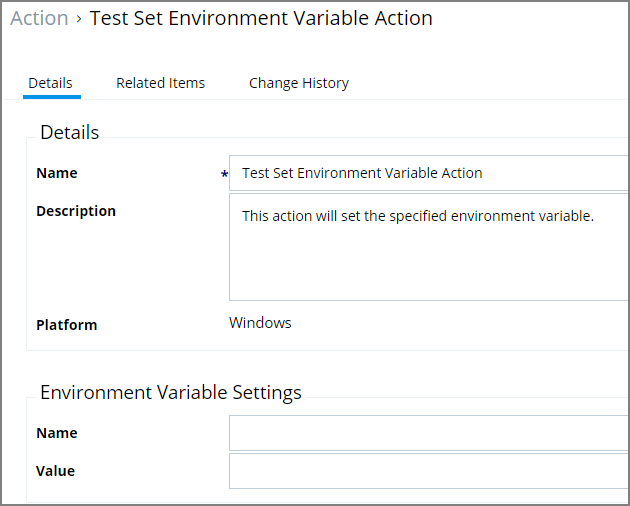 Action › Test Set Environment Variable Action
Details Related Items Change History
Details
Name * Test Set Environment Variable Action
Description This action will set the specified environment variable.
Platform Windows
Environment Variable Settings
Name
Value